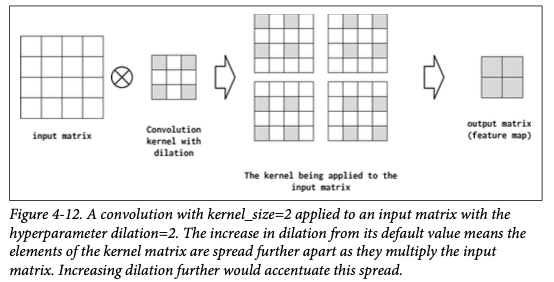 input matrix
Convolution
kernel with
dilation
The kernel being applied to the
input matrix
output matrix
(feature map)
Figure 4-12. A convolution with kernel_size=2 applied to an input matrix with the
hyperparameter dilation=2. The increase in dilation from its default value means the
elements of the kernel matrix are spread further apart as they multiply the input
matrix. Increasing dilation further would accentuate this spread.